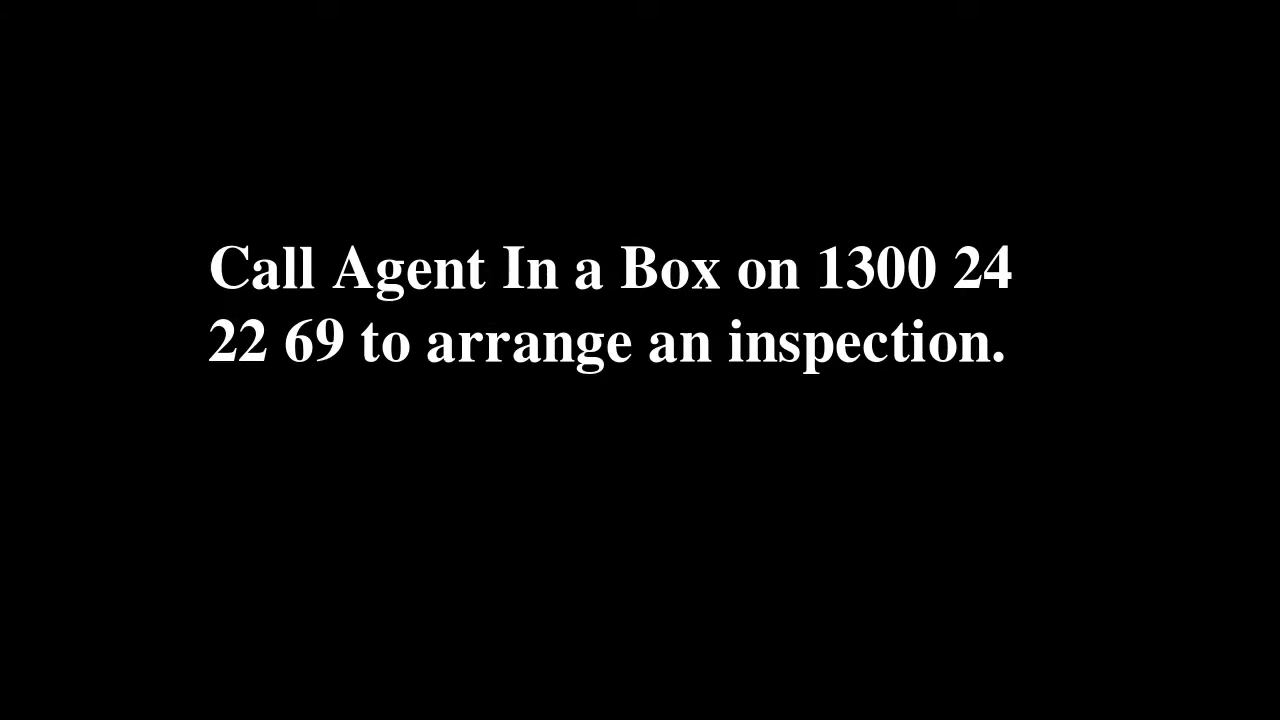 Call Agent In a Box on 1300 24
22 69 to arrange an inspection.